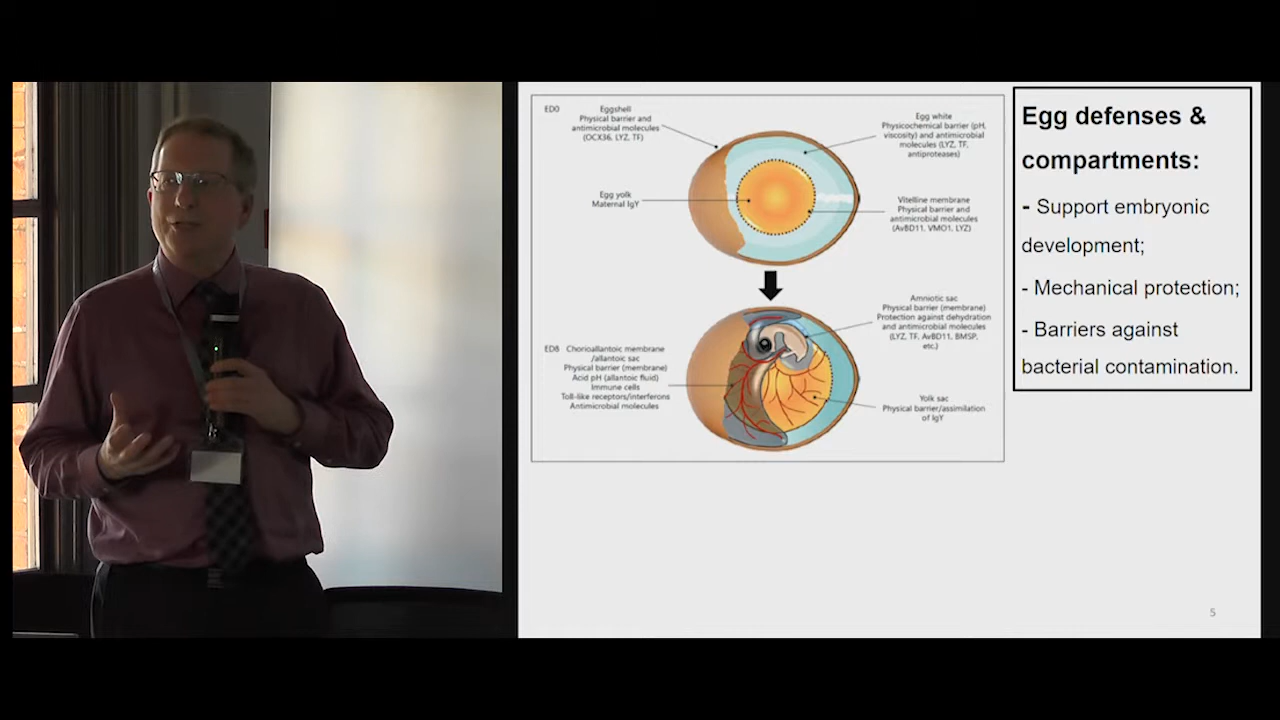 ED0
Eggshell
Physical barrier and
antimicrobial molecules
(OCX36, LYZ, TF)
Egg white
Physicochemical barrier (pH,
viscosity) and antimicrobial
molecules (LYZ, TF,
antiproteases)
Egg yolk
Maternal IgY
Vitelline membrane
Physical barrier and
antimicrobial molecules
(AvBD11, VMO1, LYZ)
Amniotic sac
Physical barrier (membrane)
Protection against dehydration
and antimicrobial molecules
(LYZ, TF, AvBD11, BMSP,
etc.)
ED8 Chorioallantoic membrane
/allantoic sac
Physical barrier (membrane)
Acid pH (allantoic fluid)
Immune cells
Toll-like receptors/interferons
Antimicrobial molecules
Yolk sac
Physical barrier/assimilation
of IgY
Egg defenses &
compartments:
- Support embryonic
development;
- Mechanical protection;
- Barriers against
bacterial contamination.
5